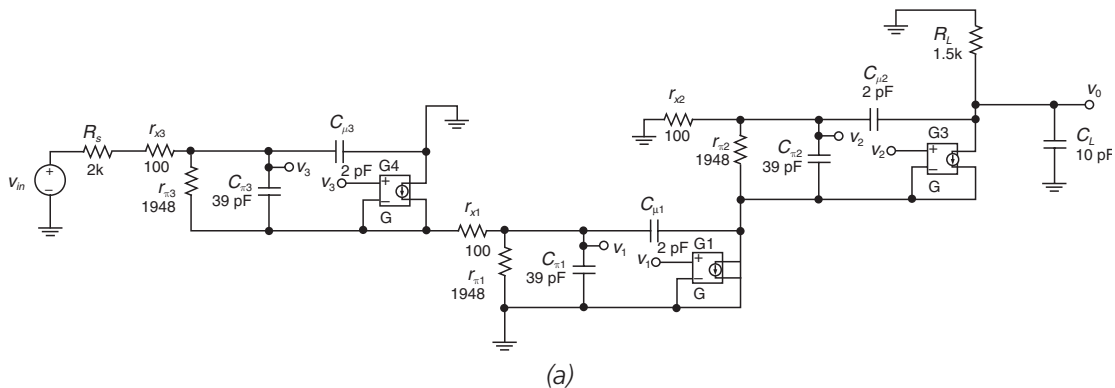 R_L
1.5k
C_μ2
2 pF
v_0
r_x2
100
r_π2
1948
C_π2
39 pF
v_2
v_2
G3
+
−
G
C_L
10 pF
R_s
2k
r_x3
100
C_μ3
2 pF
v_in
+
−
r_π3
1948
C_π3
39 pF
v_3
v_3
G4
+
−
G
r_x1
100
r_π1
1948
C_π1
39 pF
v_1
C_μ1
2 pF
v_1
G1
+
−
G
(a)